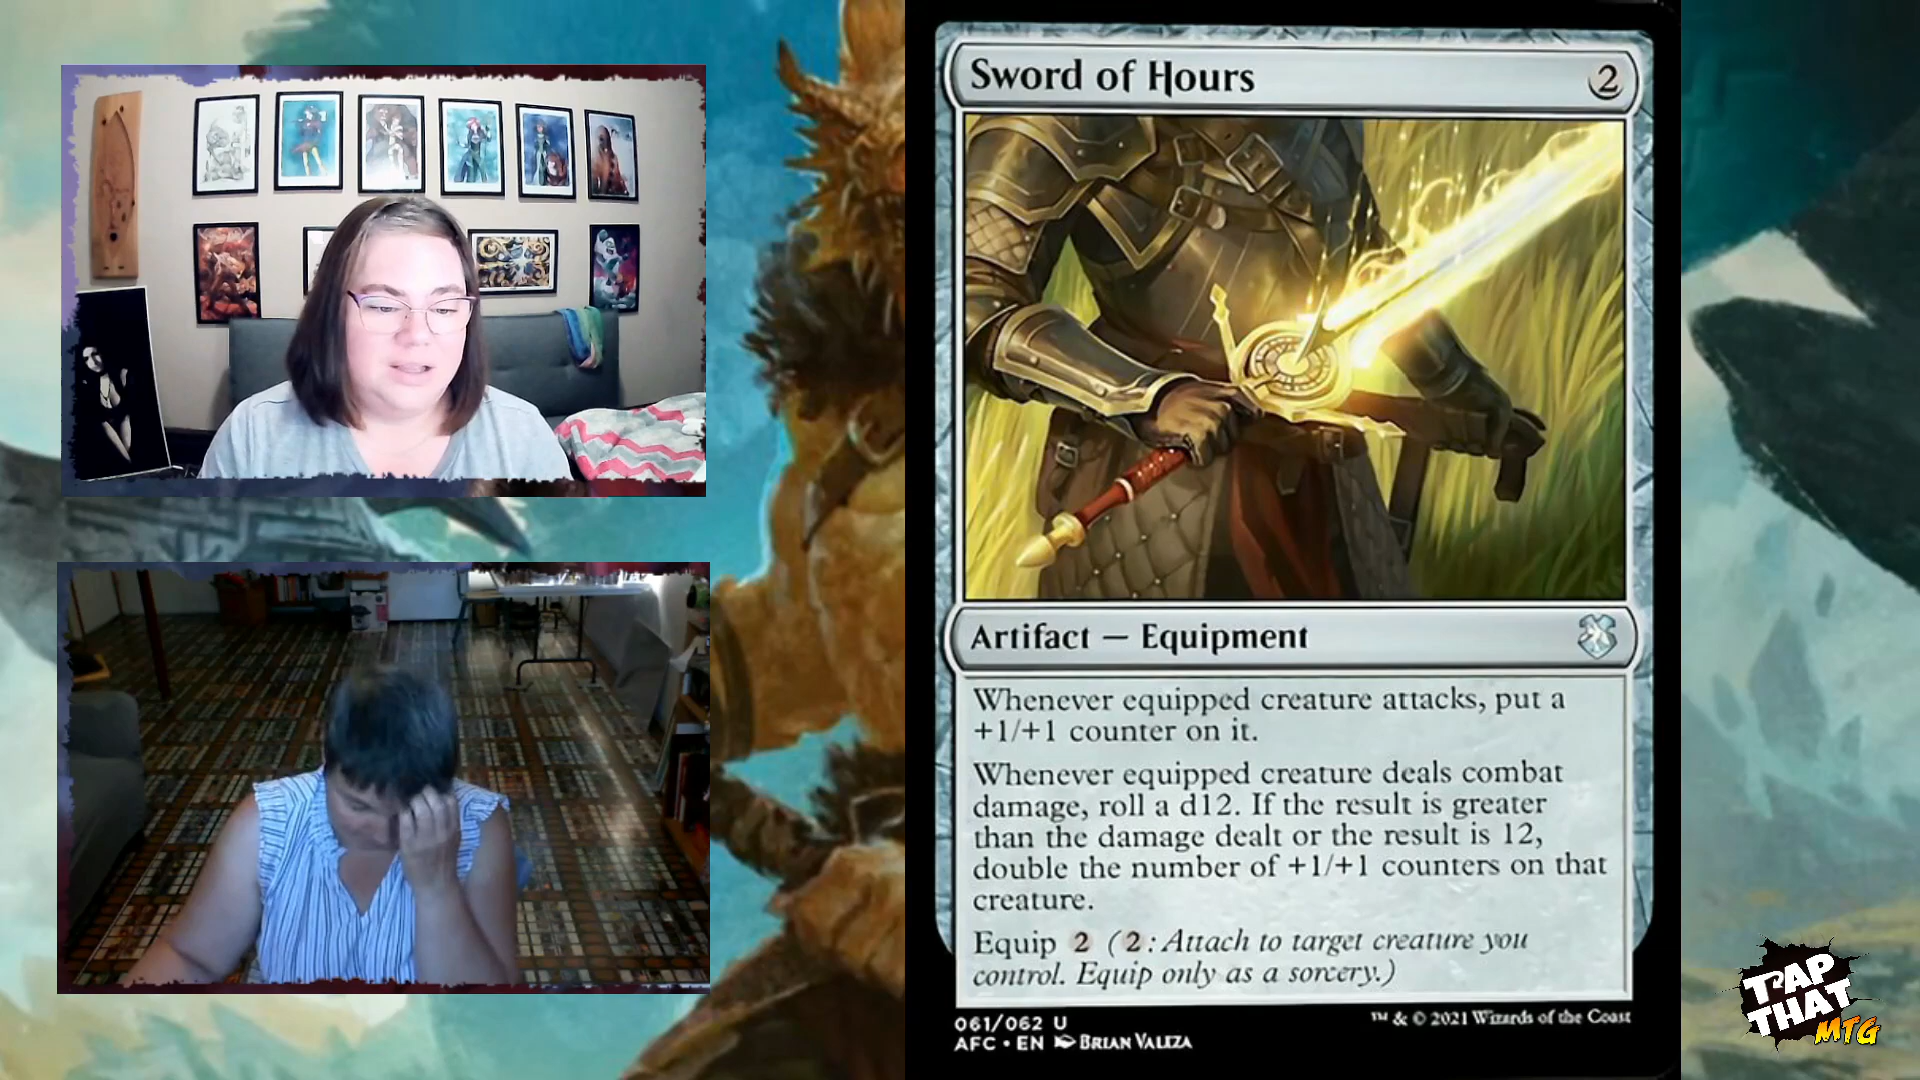 Sword of Hours
2
Artifact — Equipment
Whenever equipped creature attacks, put a
+1/+1 counter on it.
Whenever equipped creature deals combat
damage, roll a d12. If the result is greater
than the damage dealt or the result is 12,
double the number of +1/+1 counters on that
creature.
Equip 2 (2: Attach to target creature you
control. Equip only as a sorcery.)
061/062 U
AFC • EN BRIAN VALEZA
™ & © 2021 Wizards of the Coast
TRAP
THAT
MTG